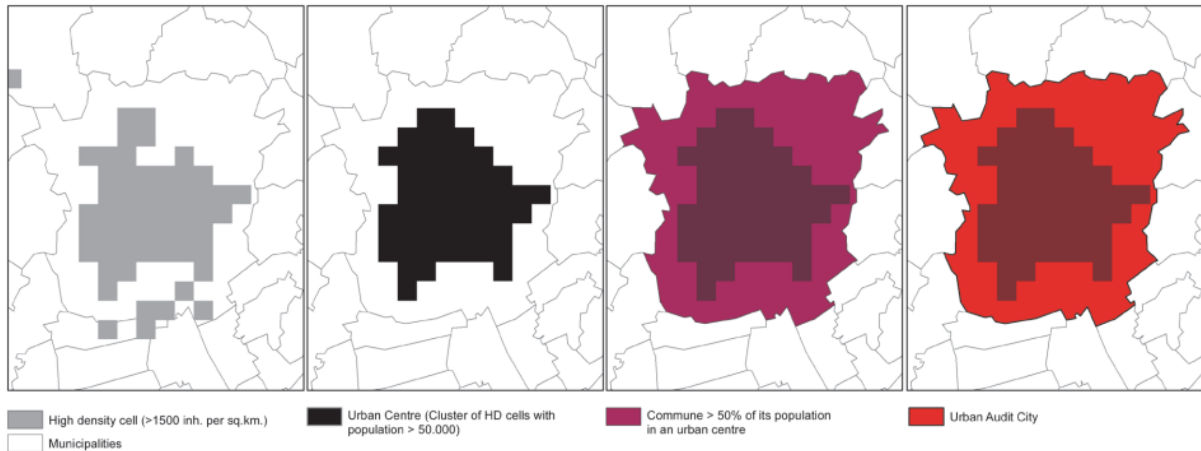 High density cell (>1500 inh. per sq.km.)
Municipalities
Urban Centre (Cluster of HD cells with
population > 50.000)
Commune > 50% of its population
in an urban centre
Urban Audit City